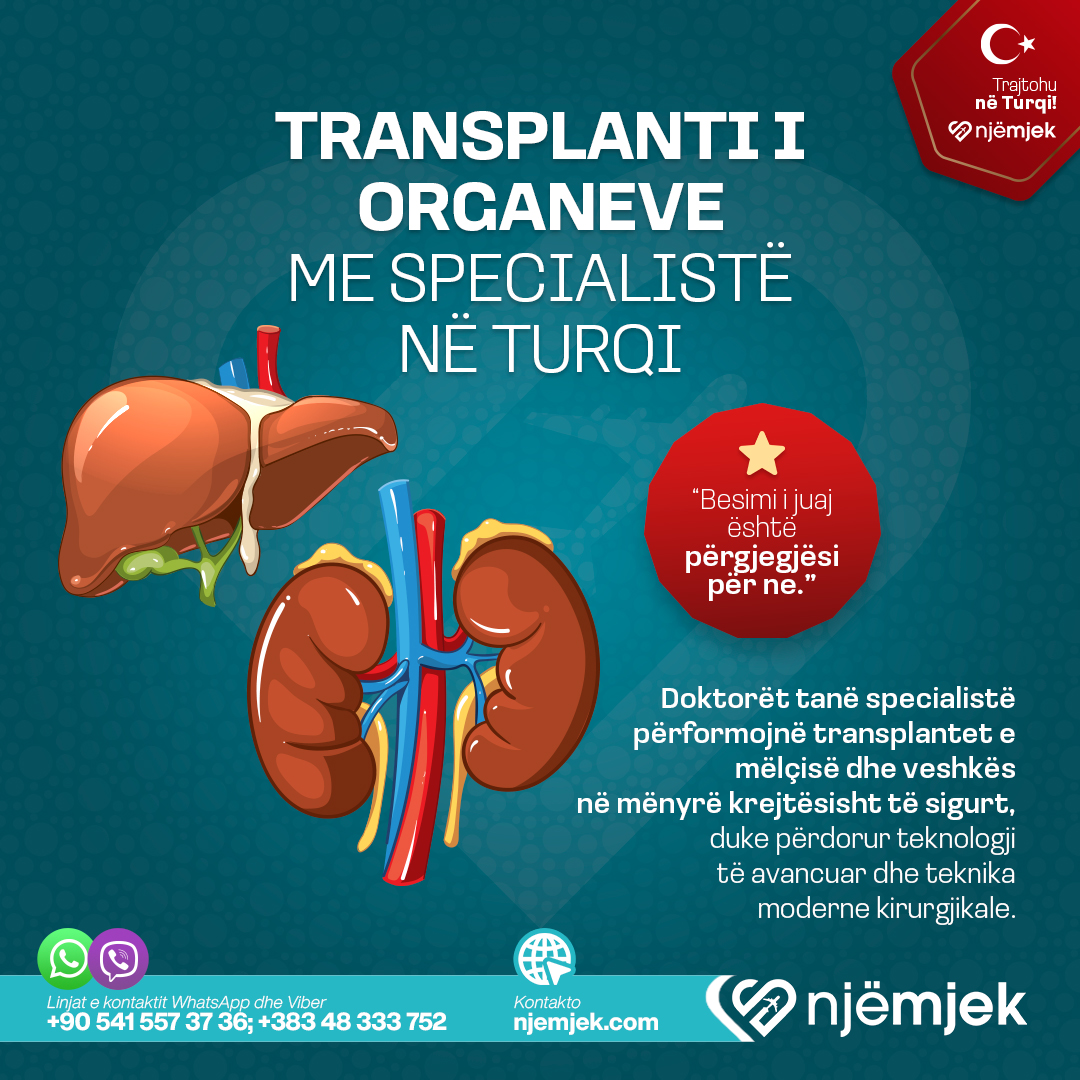 Trajtohu
në Turqi!
njëmjek
TRANSPLANTI I
ORGANEVE
ME SPECIALISTË
NË TURQI
“Besimi i juaj
është
përgjegjësi
për ne.”
Doktorët tanë specialistë
përformojnë transplantet e
mëlçisë dhe veshkës
në mënyrë krejtësisht të sigurt,
duke përdorur teknologji
të avancuar dhe teknika
moderne kirurgjikale.
Linjat e kontaktit WhatsApp dhe Viber
+90 541 557 37 36; +383 48 333 752
Kontakto
njemjek.com
njëmjek